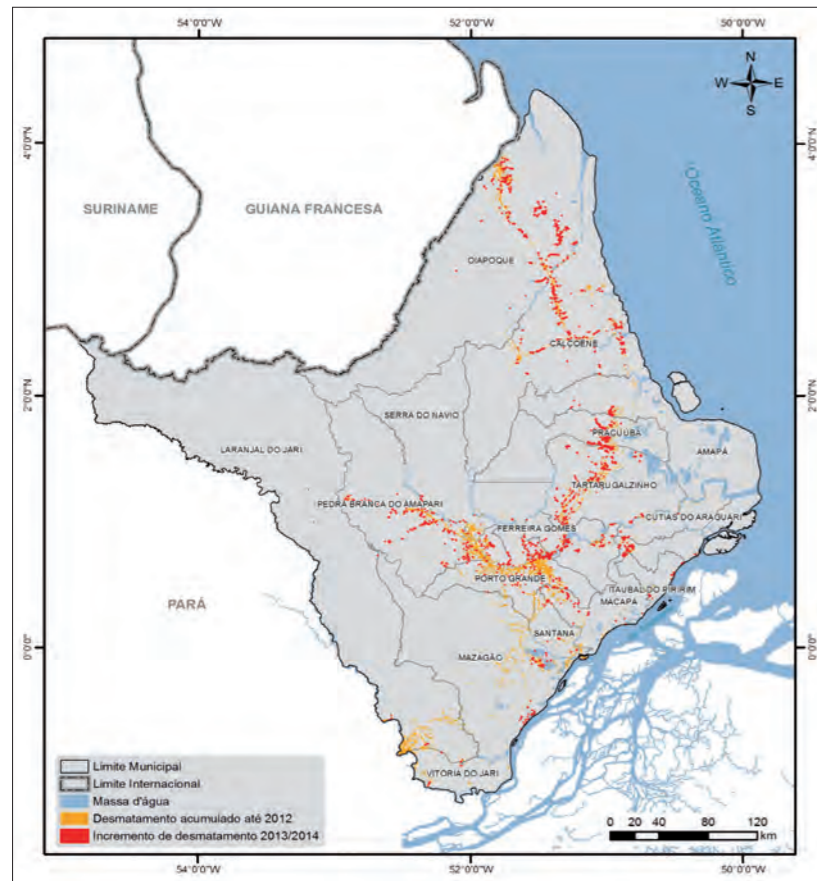 54°0'0"W
52°0'0"W
50°0'0"W
N
W E
S
4°0'0"N
4°0'0"N
SURINAME
GUIANA FRANCESA
Oceano Atlântico
OIAPOQUE
CALÇOENE
2°0'0"N
2°0'0"N
SERRA DO NAVIO
PRACUÚBA
AMAPÁ
LARANJAL DO JARI
TARTARUGALZINHO
PEDRA BRANCA DO AMAPARI
CUTIAS DO ARAGUARI
FERREIRA GOMES
PORTO GRANDE
ITAUBAL DO PIRIRIM
MACAPÁ
PARÁ
SANTANA
0°0'0"
0°0'0"
MAZAGÃO
VITORIA DO JARI
Limite Municipal
Limite Internacional
Massa d'água
Desmatamento acumulado até 2012
Incremento de desmatamento 2013/2014
0 20 40 80 120
km
54°0'0"W
52°0'0"W
50°0'0"W